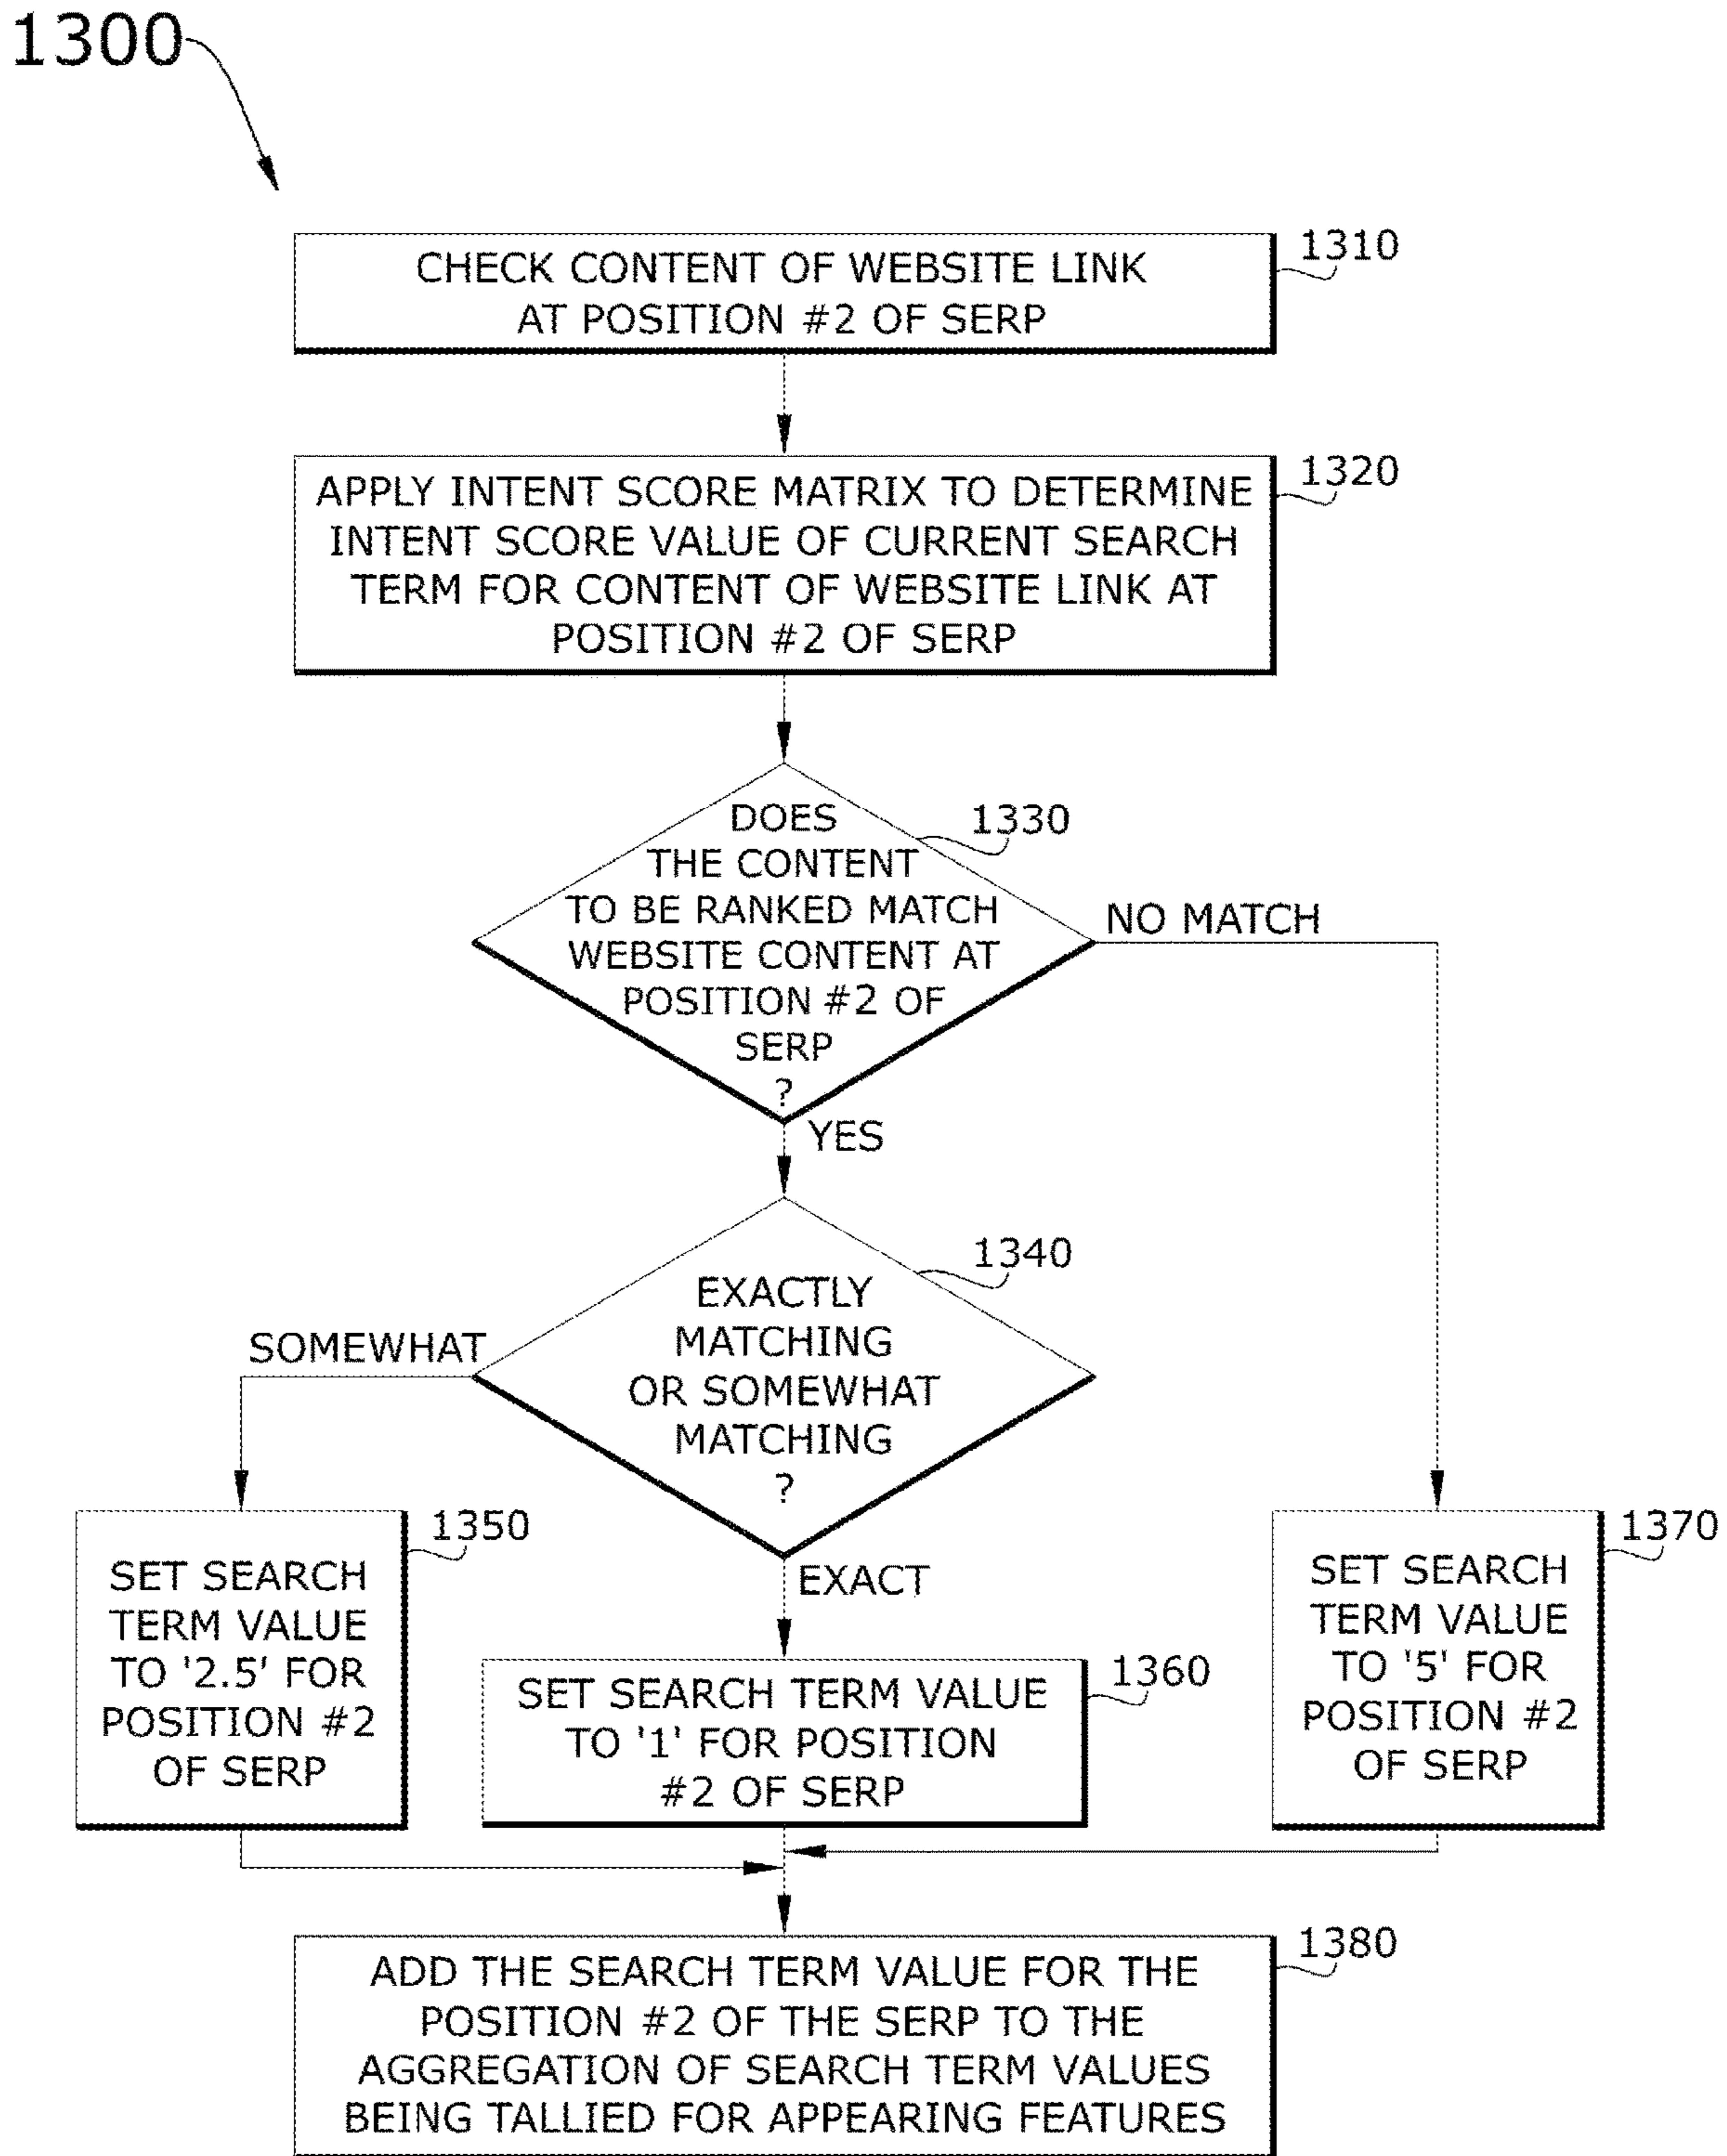 1300
CHECK CONTENT OF WEBSITE LINK
AT POSITION #2 OF SERP
1310
APPLY INTENT SCORE MATRIX TO DETERMINE
INTENT SCORE VALUE OF CURRENT SEARCH
TERM FOR CONTENT OF WEBSITE LINK AT
POSITION #2 OF SERP
1320
DOES
THE CONTENT
TO BE RANKED MATCH
WEBSITE CONTENT AT
POSITION #2 OF
SERP
?
1330
NO MATCH
YES
EXACTLY
MATCHING
OR SOMEWHAT
MATCHING
?
1340
SOMEWHAT
EXACT
SET SEARCH
TERM VALUE
TO '2.5' FOR
POSITION #2
OF SERP
1350
SET SEARCH TERM VALUE
TO '1' FOR POSITION
#2 OF SERP
1360
SET SEARCH
TERM VALUE
TO '5' FOR
POSITION #2
OF SERP
1370
ADD THE SEARCH TERM VALUE FOR THE
POSITION #2 OF THE SERP TO THE
AGGREGATION OF SEARCH TERM VALUES
BEING TALLIED FOR APPEARING FEATURES
1380